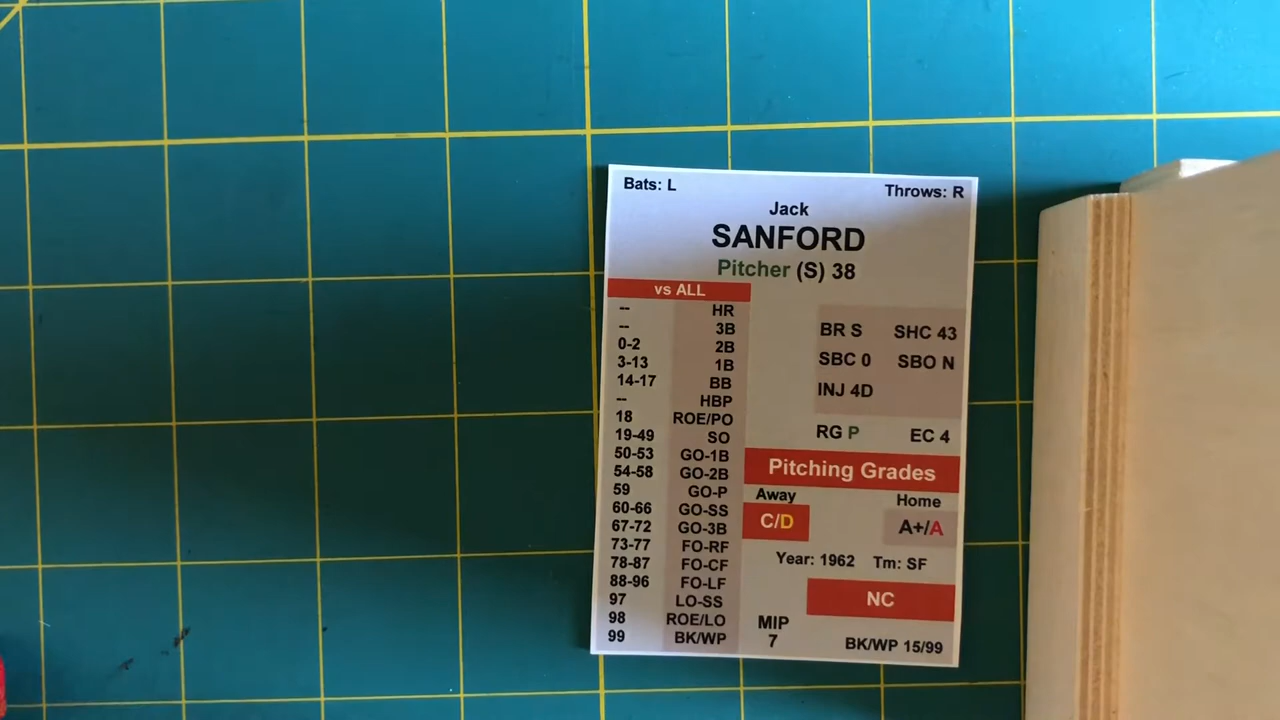 Bats: L Throws: R
Jack
SANFORD
Pitcher (S) 38
vs ALL
-- HR
-- 3B
0-2 2B
3-13 1B
14-17 BB
-- HBP
18 ROE/PO
19-49 SO
50-53 GO-1B
54-58 GO-2B
59 GO-P
60-66 GO-SS
67-72 GO-3B
73-77 FO-RF
78-87 FO-CF
88-96 FO-LF
97 LO-SS
98 ROE/LO
99 BK/WP
BR S SHC 43
SBC 0 SBO N
INJ 4D
RG P EC 4
Pitching Grades
Away Home
C/D A+/A
Year: 1962 Tm: SF
NC
MIP
7
BK/WP 15/99